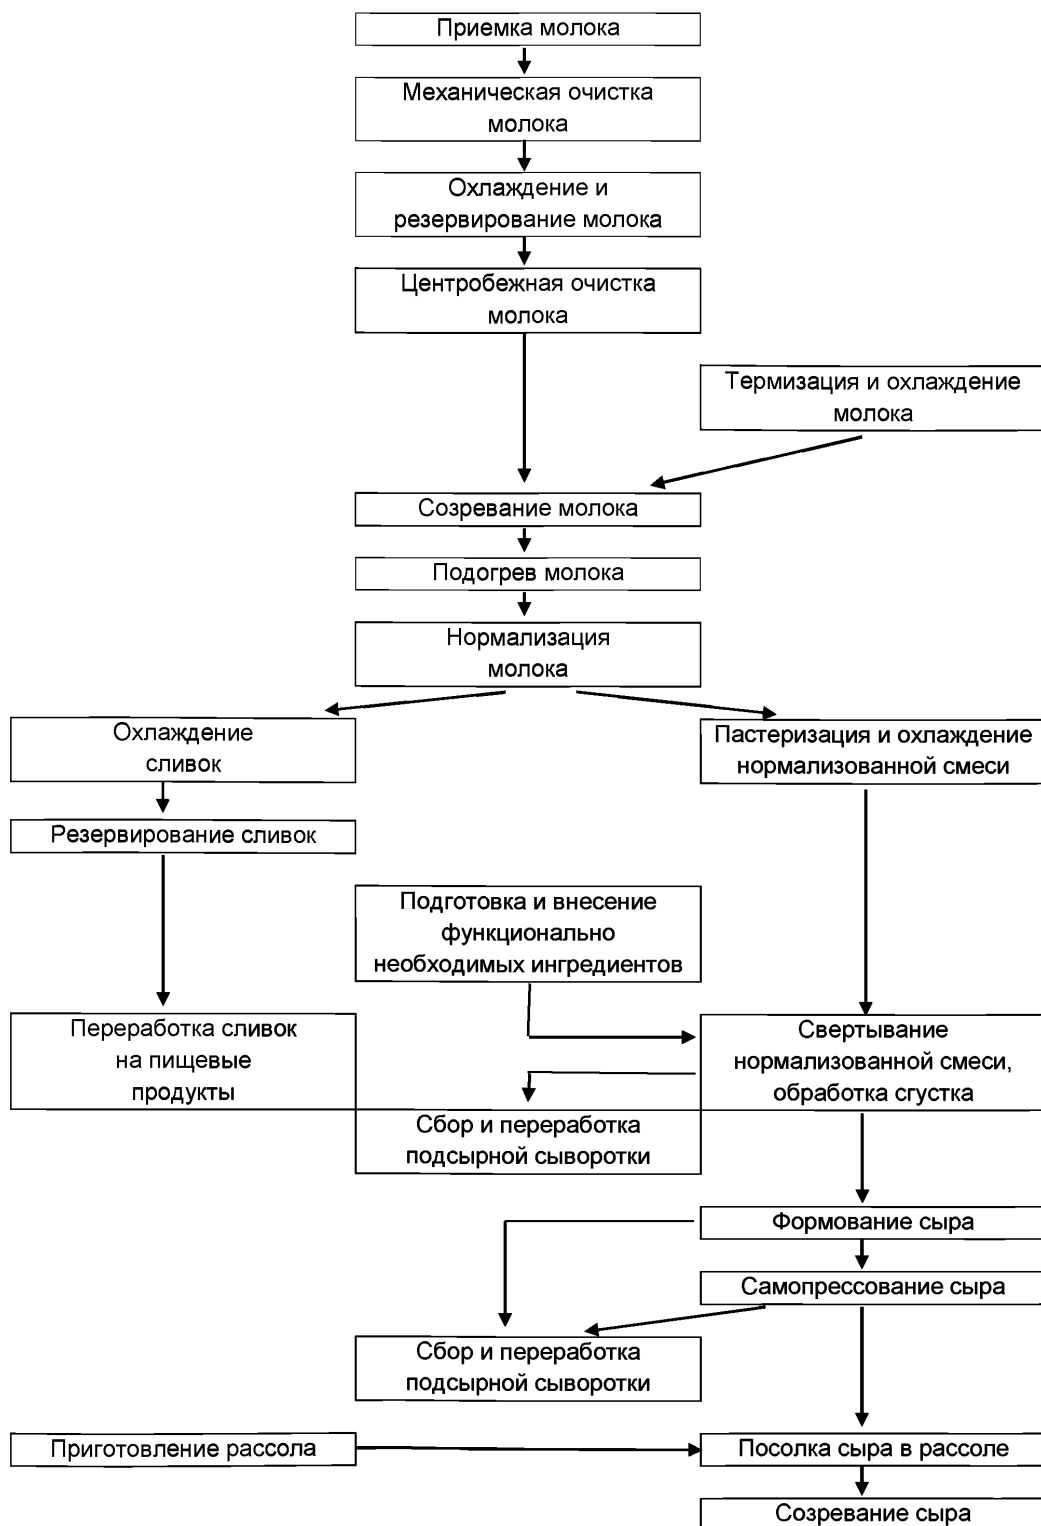 Приемка молока
Механическая очистка
молока
Охлаждение и
резервирование молока
Центробежная очистка
молока
Термизация и охлаждение
молока
Созревание молока
Подогрев молока
Нормализация
молока
Охлаждение
сливок
Пастеризация и охлаждение
нормализованной смеси
Резервирование сливок
Подготовка и внесение
функционально
необходимых ингредиентов
Переработка сливок
на пищевые
продукты
Свертывание
нормализованной смеси,
обработка сгустка
Сбор и переработка
подсырной сыворотки
Формование сыра
Самопрессование сыра
Сбор и переработка
подсырной сыворотки
Приготовление рассола
Посолка сыра в рассоле
Созревание сыра